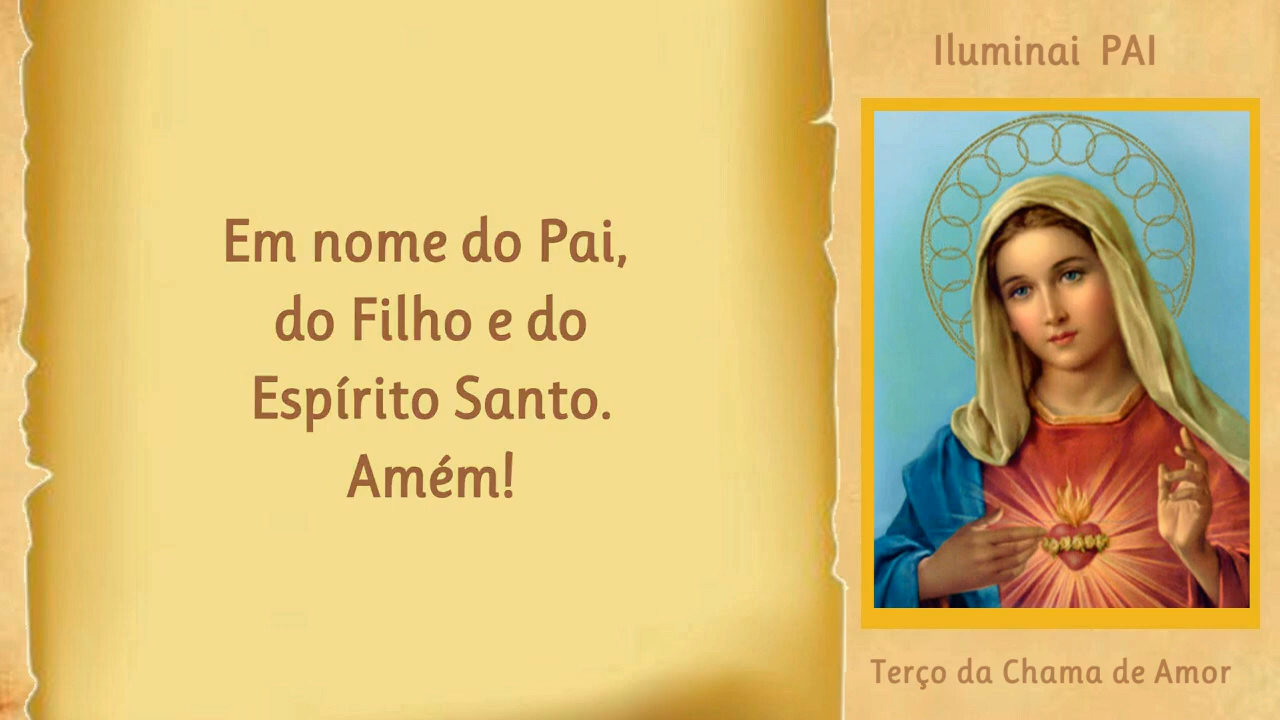 Em nome do Pai,
do Filho e do
Espírito Santo.
Amém!
Iluminai PAI
Terço da Chama de Amor